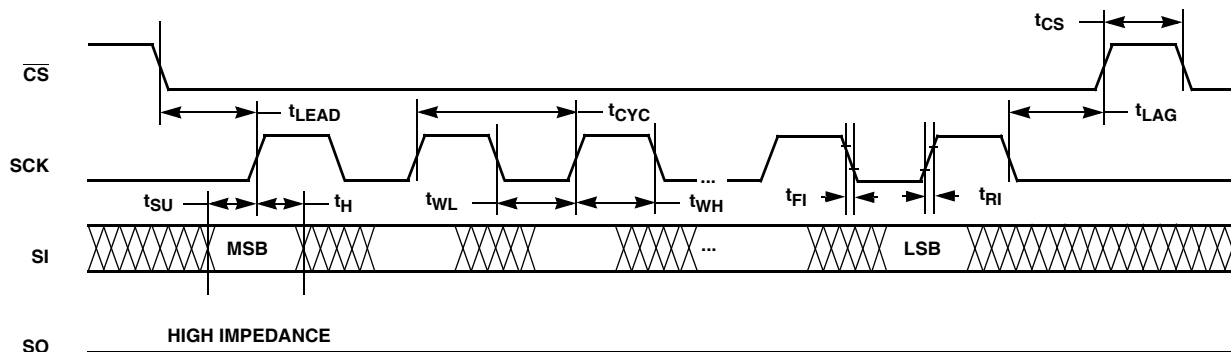 tCS
CS
tLEAD
tCYC
tLAG
SCK
...
tSU
tH
tWL
tWH
tFI
tRI
SI
MSB
...
LSB
HIGH IMPEDANCE
SO